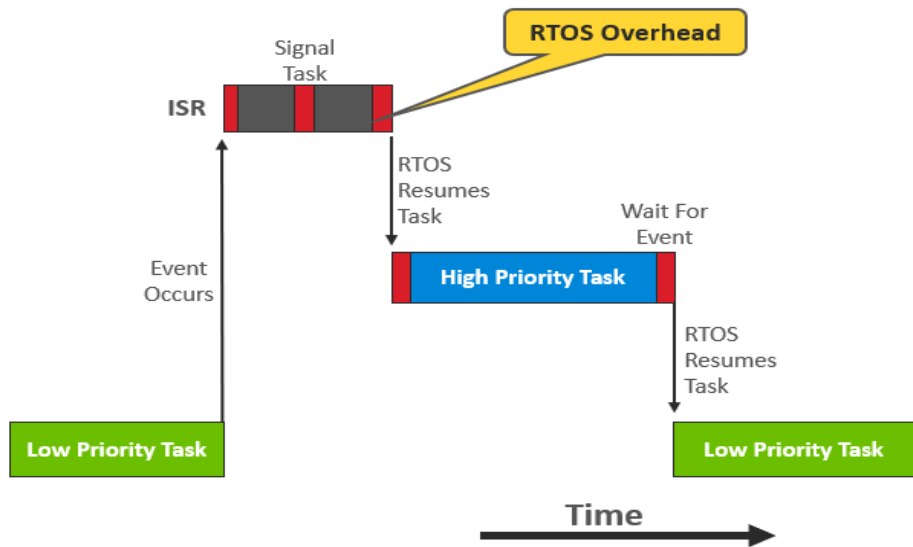 RTOS Overhead
Signal
Task
ISR
RTOS
Resumes
Task
Wait For
Event
Event
Occurs
High Priority Task
RTOS
Resumes
Task
Low Priority Task
Low Priority Task
Time